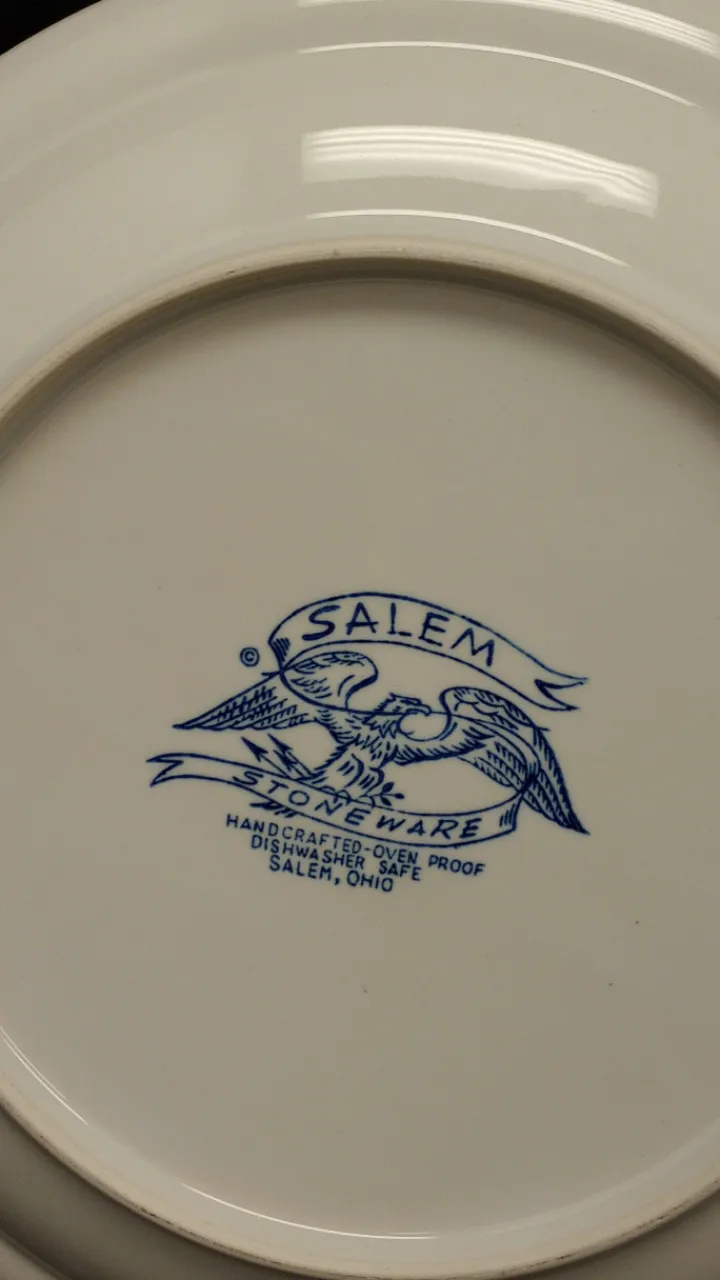 ©
SALEM
STONEWARE
HANDCRAFTED-OVEN PROOF
DISHWASHER SAFE
SALEM, OHIO